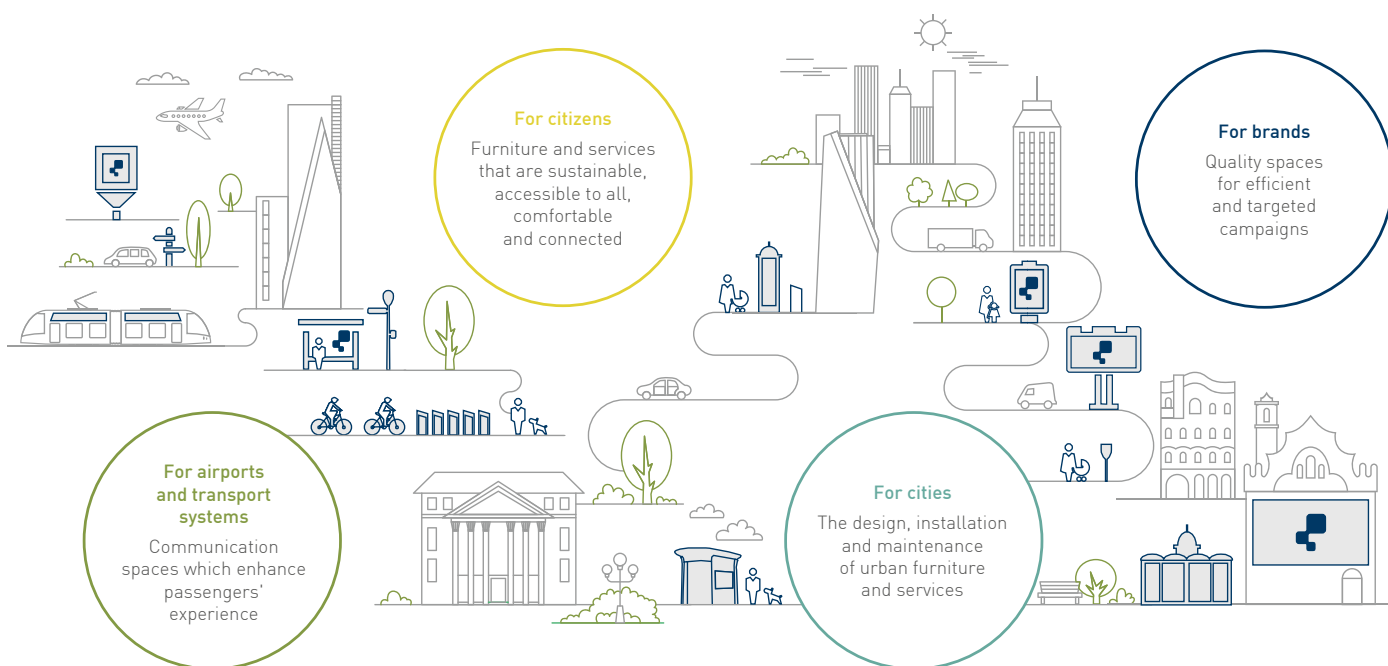 For citizens
Furniture and services
that are sustainable,
accessible to all,
comfortable
and connected
For brands
Quality spaces
for efficient
and targeted
campaigns
For airports
and transport
systems
Communication
spaces which enhance
passengers'
experience
For cities
The design, installation
and maintenance
of urban furniture
and services